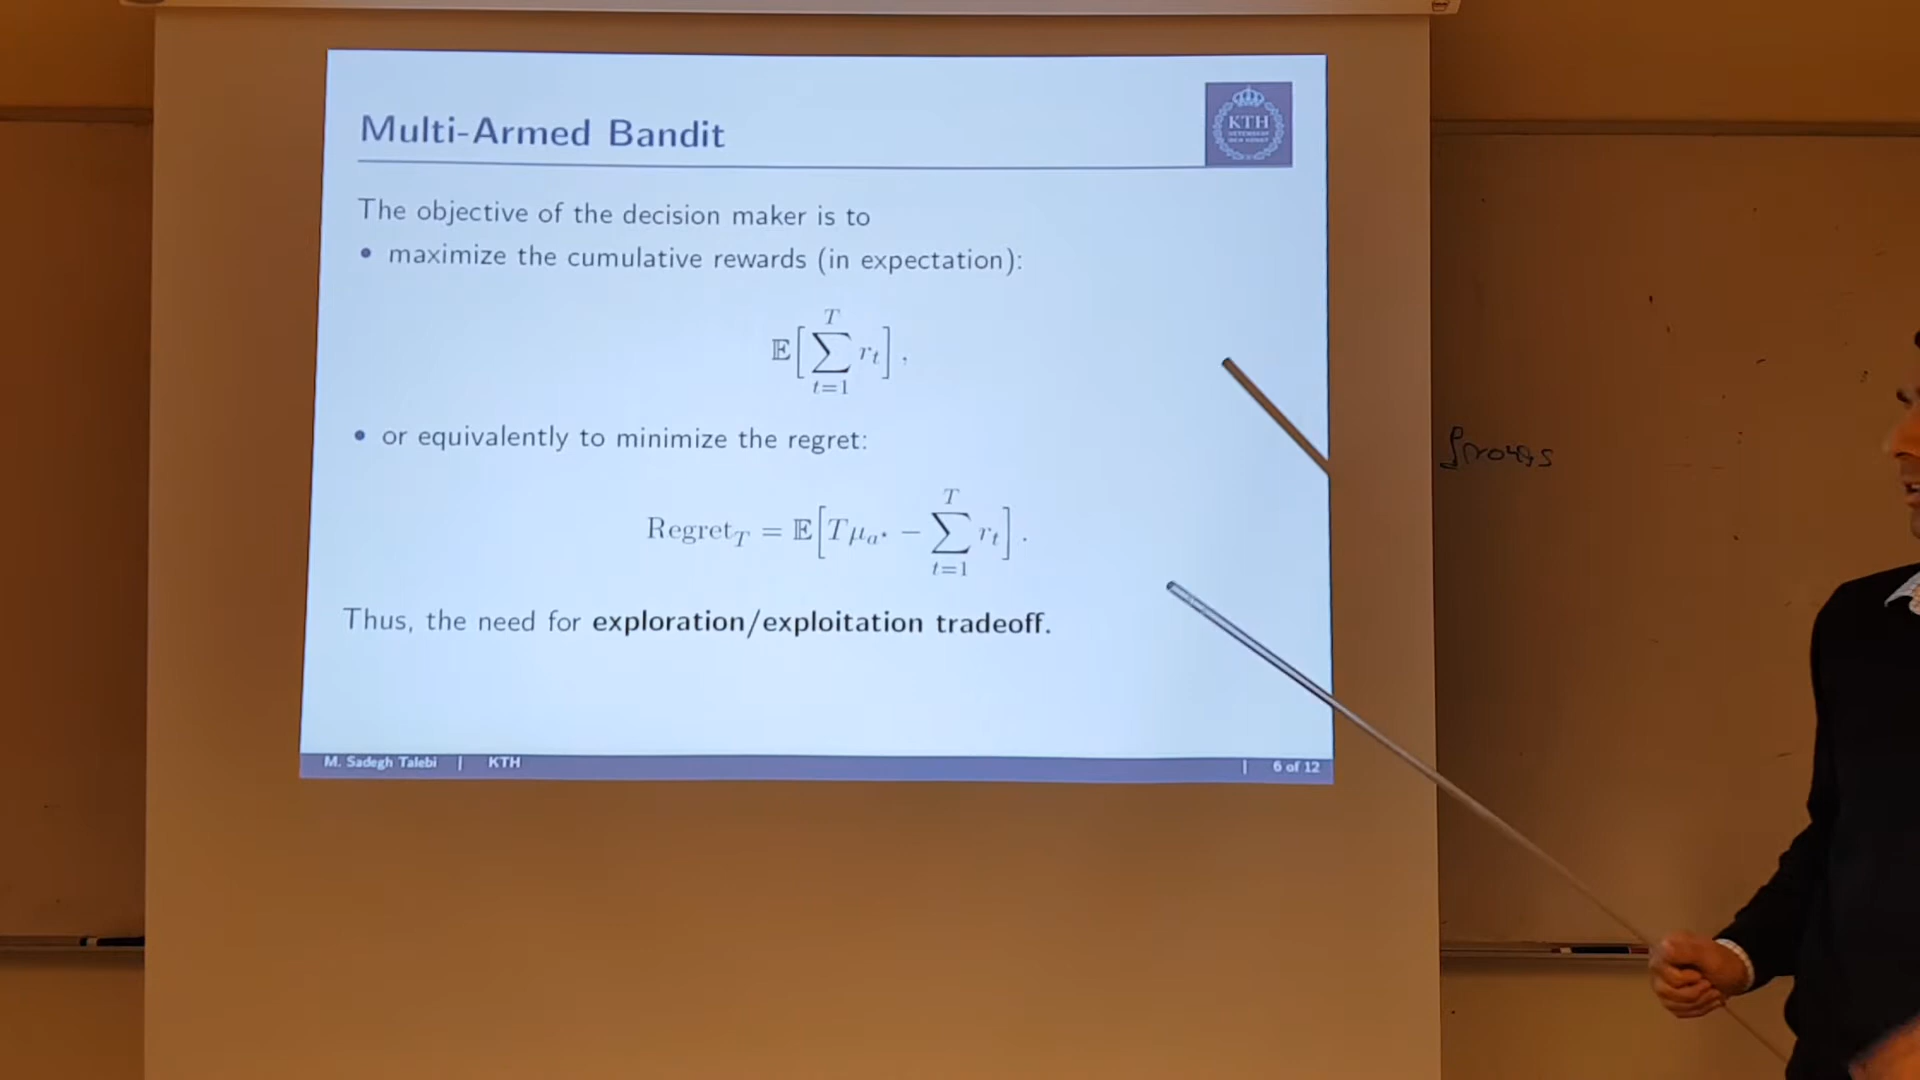 Multi-Armed Bandit
KTH
The objective of the decision maker is to
• maximize the cumulative rewards (in expectation):
𝔼[∑_{t=1}^{T} r_t].
• or equivalently to minimize the regret:
Regret_T = 𝔼[Tμ_{a⋆} − ∑_{t=1}^{T} r_t].
Thus, the need for exploration/exploitation tradeoff.
M. Sadegh Talebi | KTH | 6 of 12